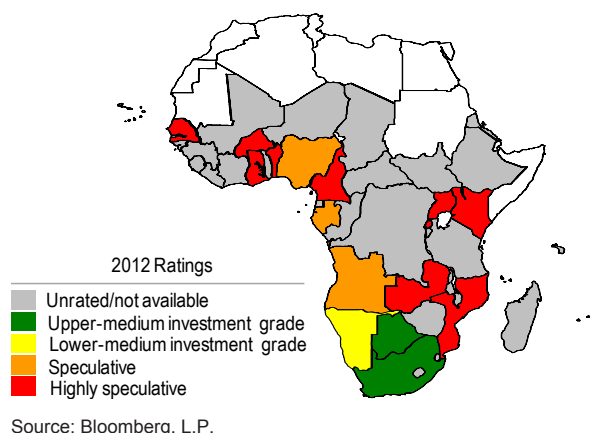 2012 Ratings
Unrated/not available
Upper-medium investment grade
Lower-medium investment grade
Speculative
Highly speculative
Source: Bloomberg, L.P.